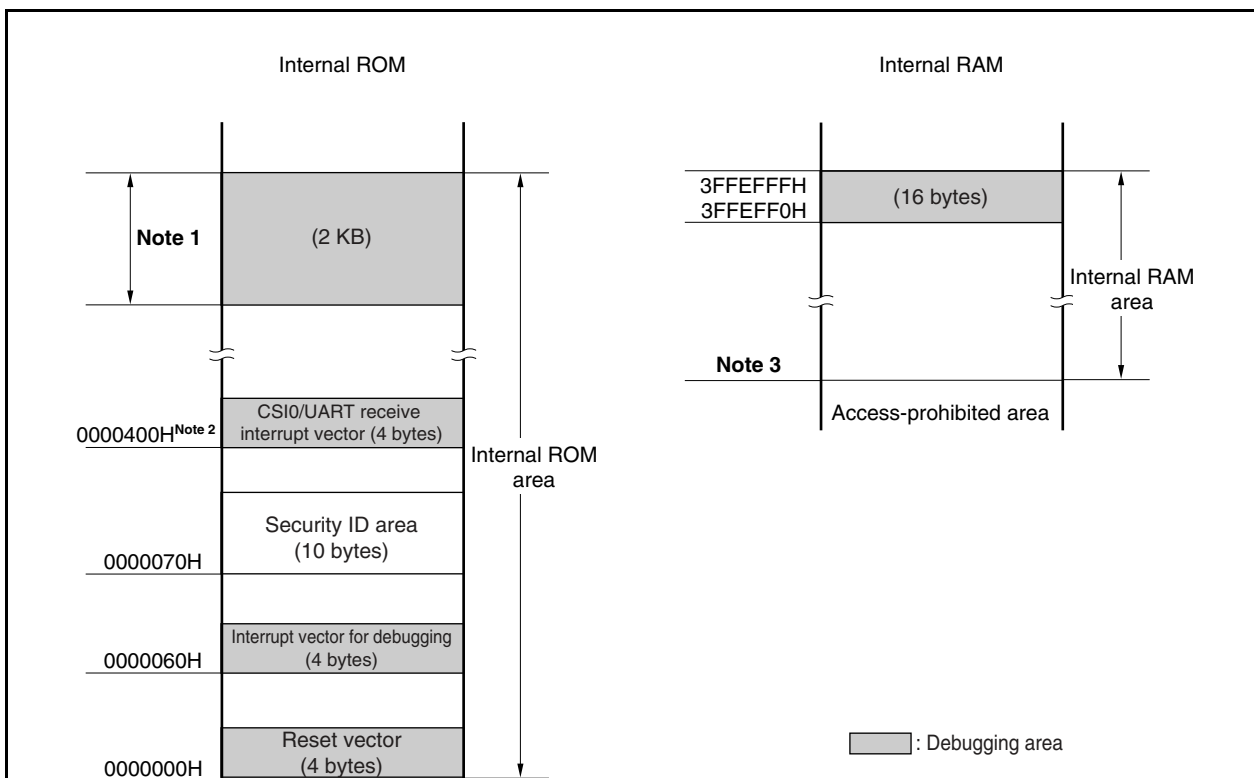 Internal ROM
Note 1
(2 KB)
0000400H Note 2
CSI0/UART receive
interrupt vector (4 bytes)
Internal ROM
area
Security ID area
(10 bytes)
0000070H
Interrupt vector for debugging
(4 bytes)
0000060H
Reset vector
(4 bytes)
0000000H
Internal RAM
3FFEFFFH
3FFEFF0H
(16 bytes)
Internal RAM
area
Note 3
Access-prohibited area
: Debugging area